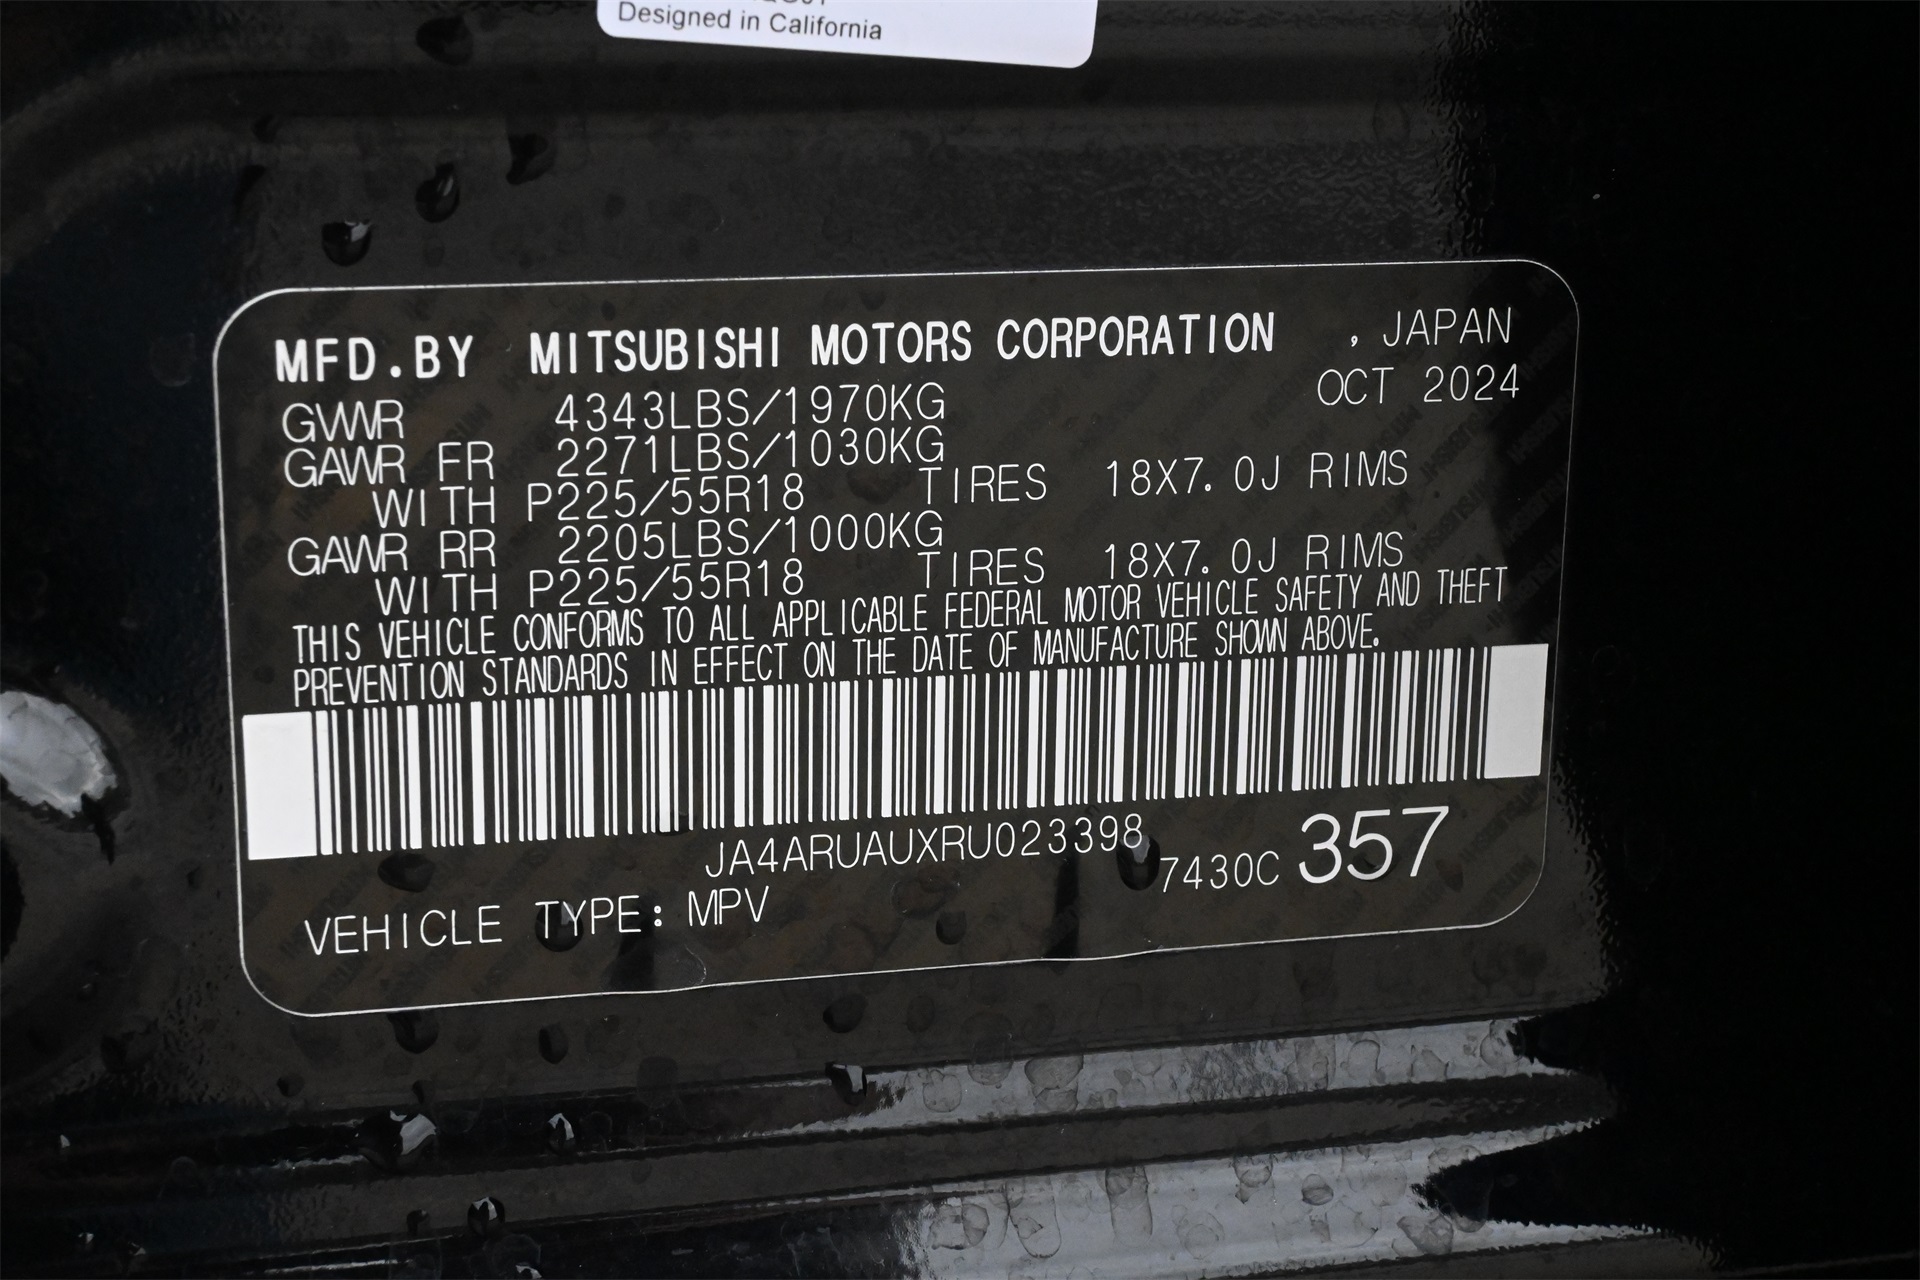 Designed in California
MFD.BY MITSUBISHI MOTORS CORPORATION , JAPAN
OCT 2024
GVWR 4343LBS/1970KG
GAWR FR 2271LBS/1030KG
WITH P225/55R18 TIRES 18X7.0J RIMS
GAWR RR 2205LBS/1000KG
WITH P225/55R18 TIRES 18X7.0J RIMS
THIS VEHICLE CONFORMS TO ALL APPLICABLE FEDERAL MOTOR VEHICLE SAFETY AND THEFT
PREVENTION STANDARDS IN EFFECT ON THE DATE OF MANUFACTURE SHOWN ABOVE.
JA4ARUAUXRU023398
7430C 357
VEHICLE TYPE: MPV